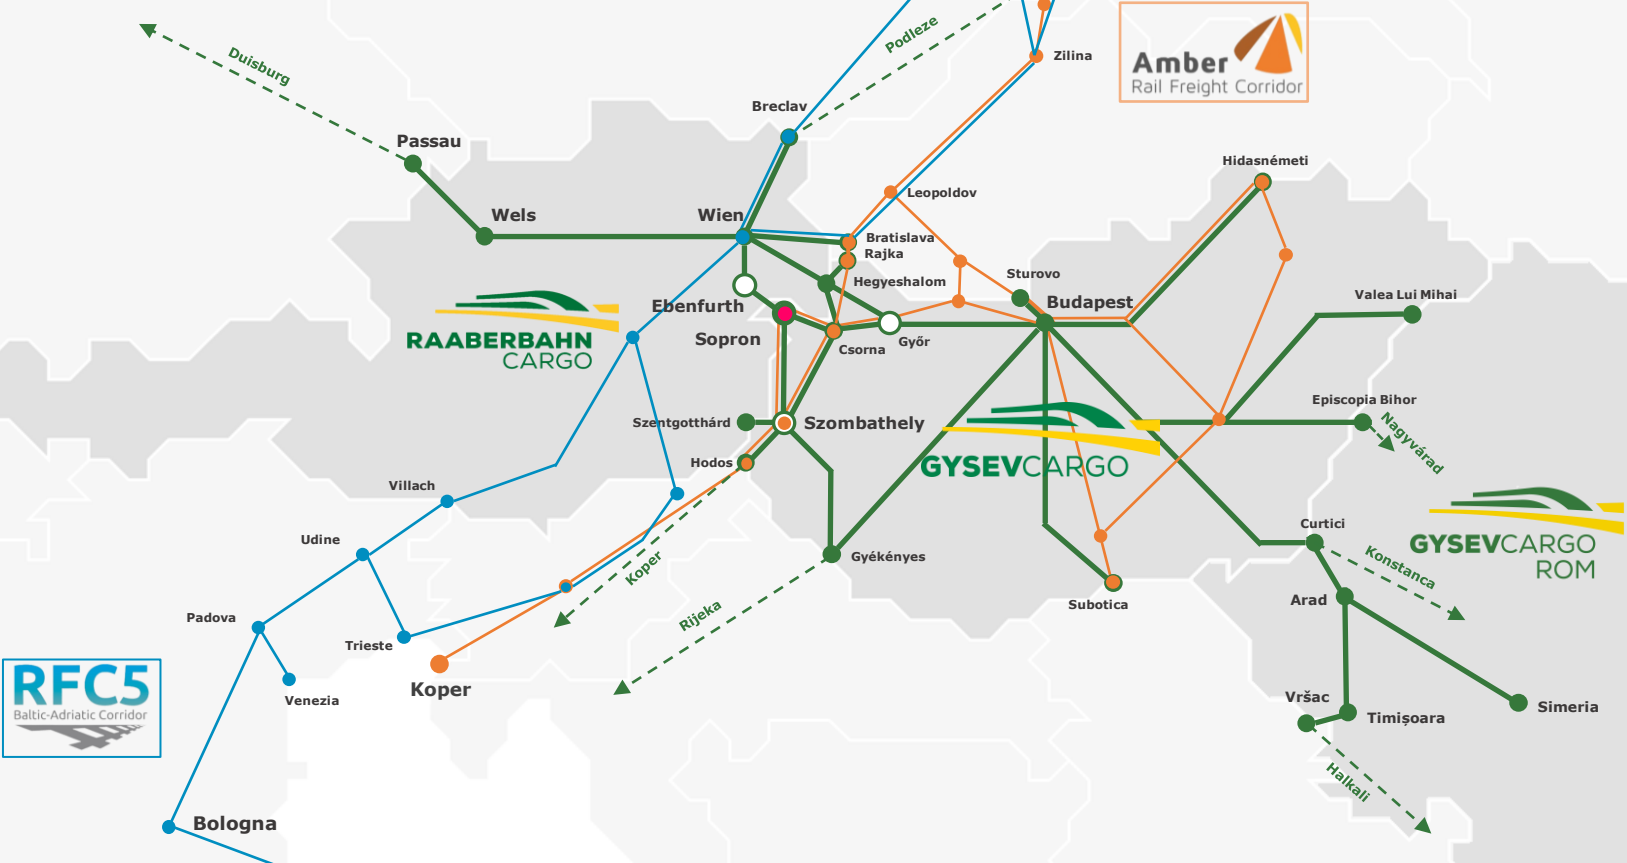 Podleze
Zilina
Amber
Rail Freight Corridor
Duisburg
Breclav
Passau
Hidasnémeti
Leopoldov
Wels
Wien
Bratislava
Rajka
Sturovo
Hegyeshalom
Valea Lui Mihai
Ebenfurth
Budapest
RAABERBAHN
CARGO
Sopron
Csorna
Győr
Episcopia Bihor
Szentgotthárd
Szombathely
Nagyvárad
Hodos
GYSEVCARGO
Villach
Curtici
Udine
Koper
Gyékényes
Konstanca
GYSEVCARGO
ROM
Arad
Subotica
Padova
Rijeka
Trieste
RFC5
Baltic-Adriatic Corridor
Venezia
Koper
Vršac
Timișoara
Simeria
Halkali
Bologna